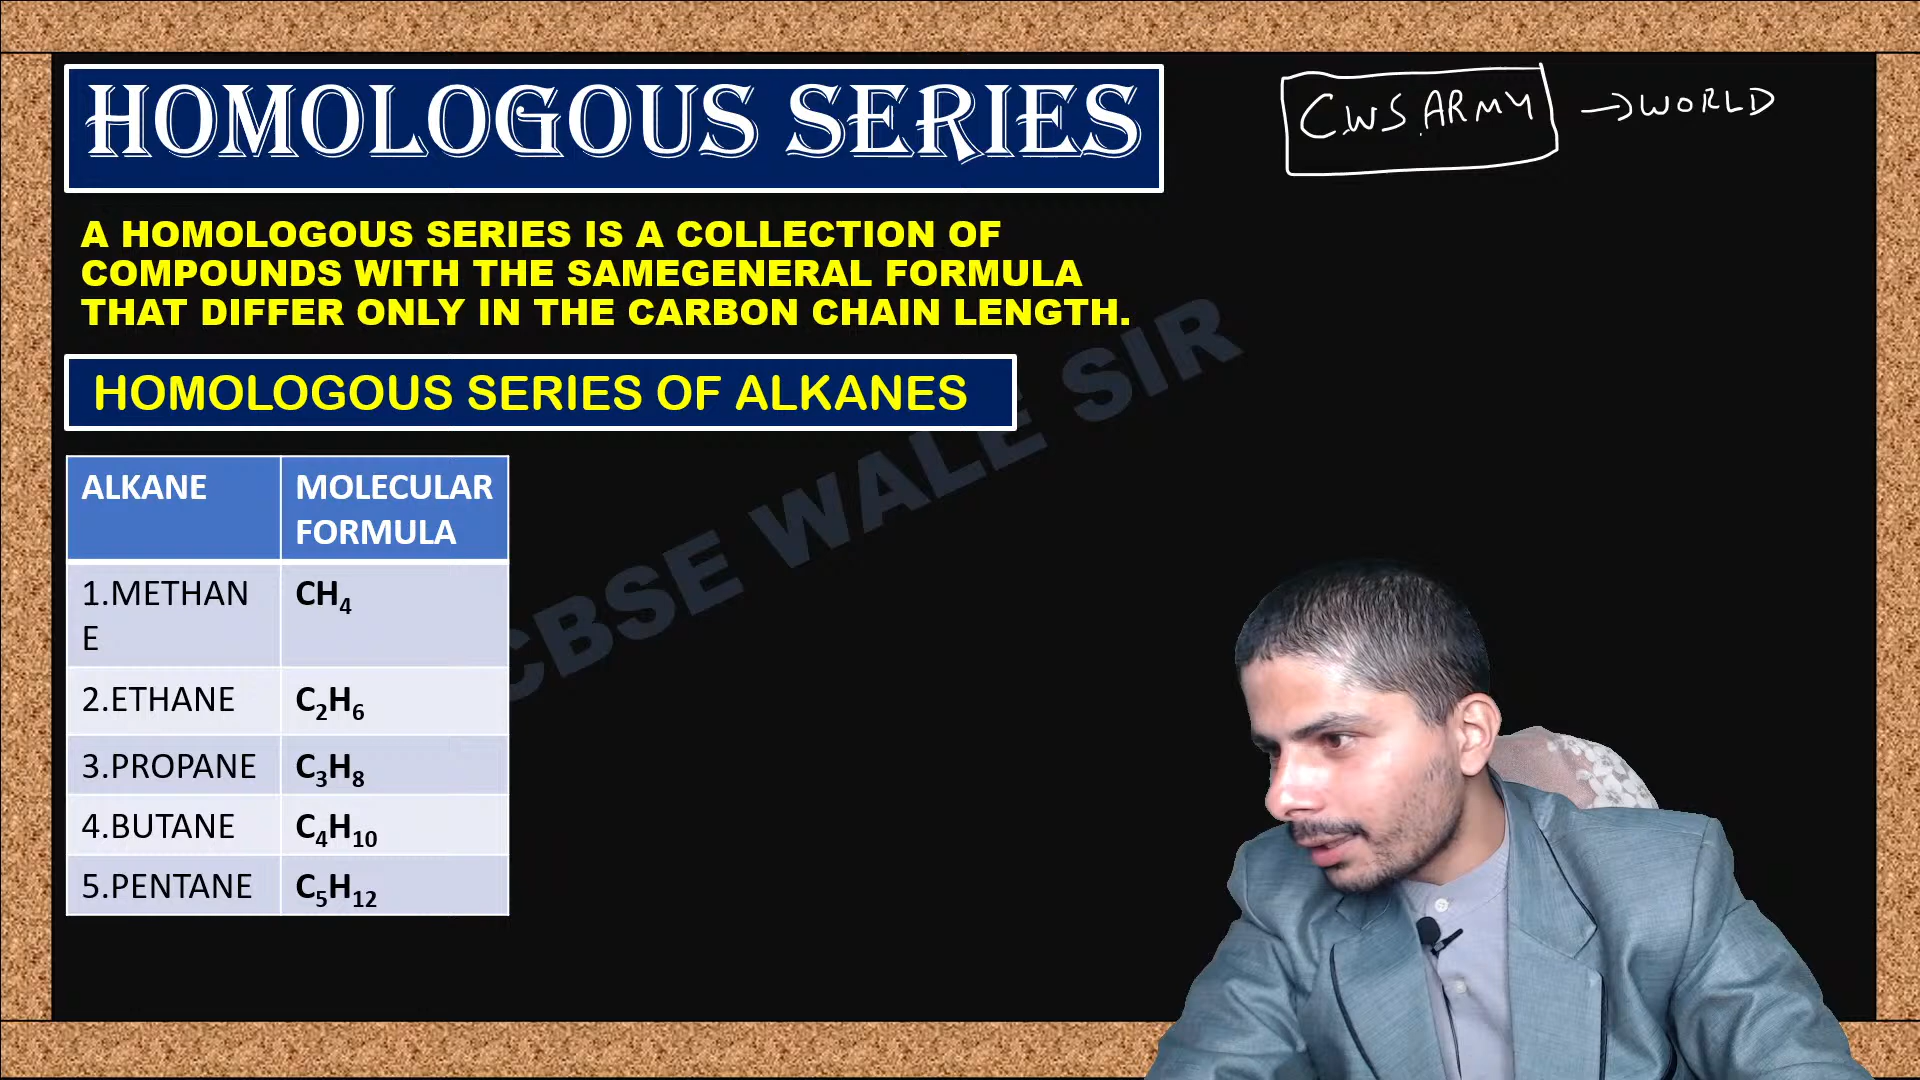 HOMOLOGOUS SERIES
C.W.S.ARMY → WORLD
A HOMOLOGOUS SERIES IS A COLLECTION OF
COMPOUNDS WITH THE SAMEGENERAL FORMULA
THAT DIFFER ONLY IN THE CARBON CHAIN LENGTH.
HOMOLOGOUS SERIES OF ALKANES
CBSE WALE SIR
ALKANE
MOLECULAR
FORMULA
1.METHAN
E
CH₄
2.ETHANE
C₂H₆
3.PROPANE
C₃H₈
4.BUTANE
C₄H₁₀
5.PENTANE
C₅H₁₂